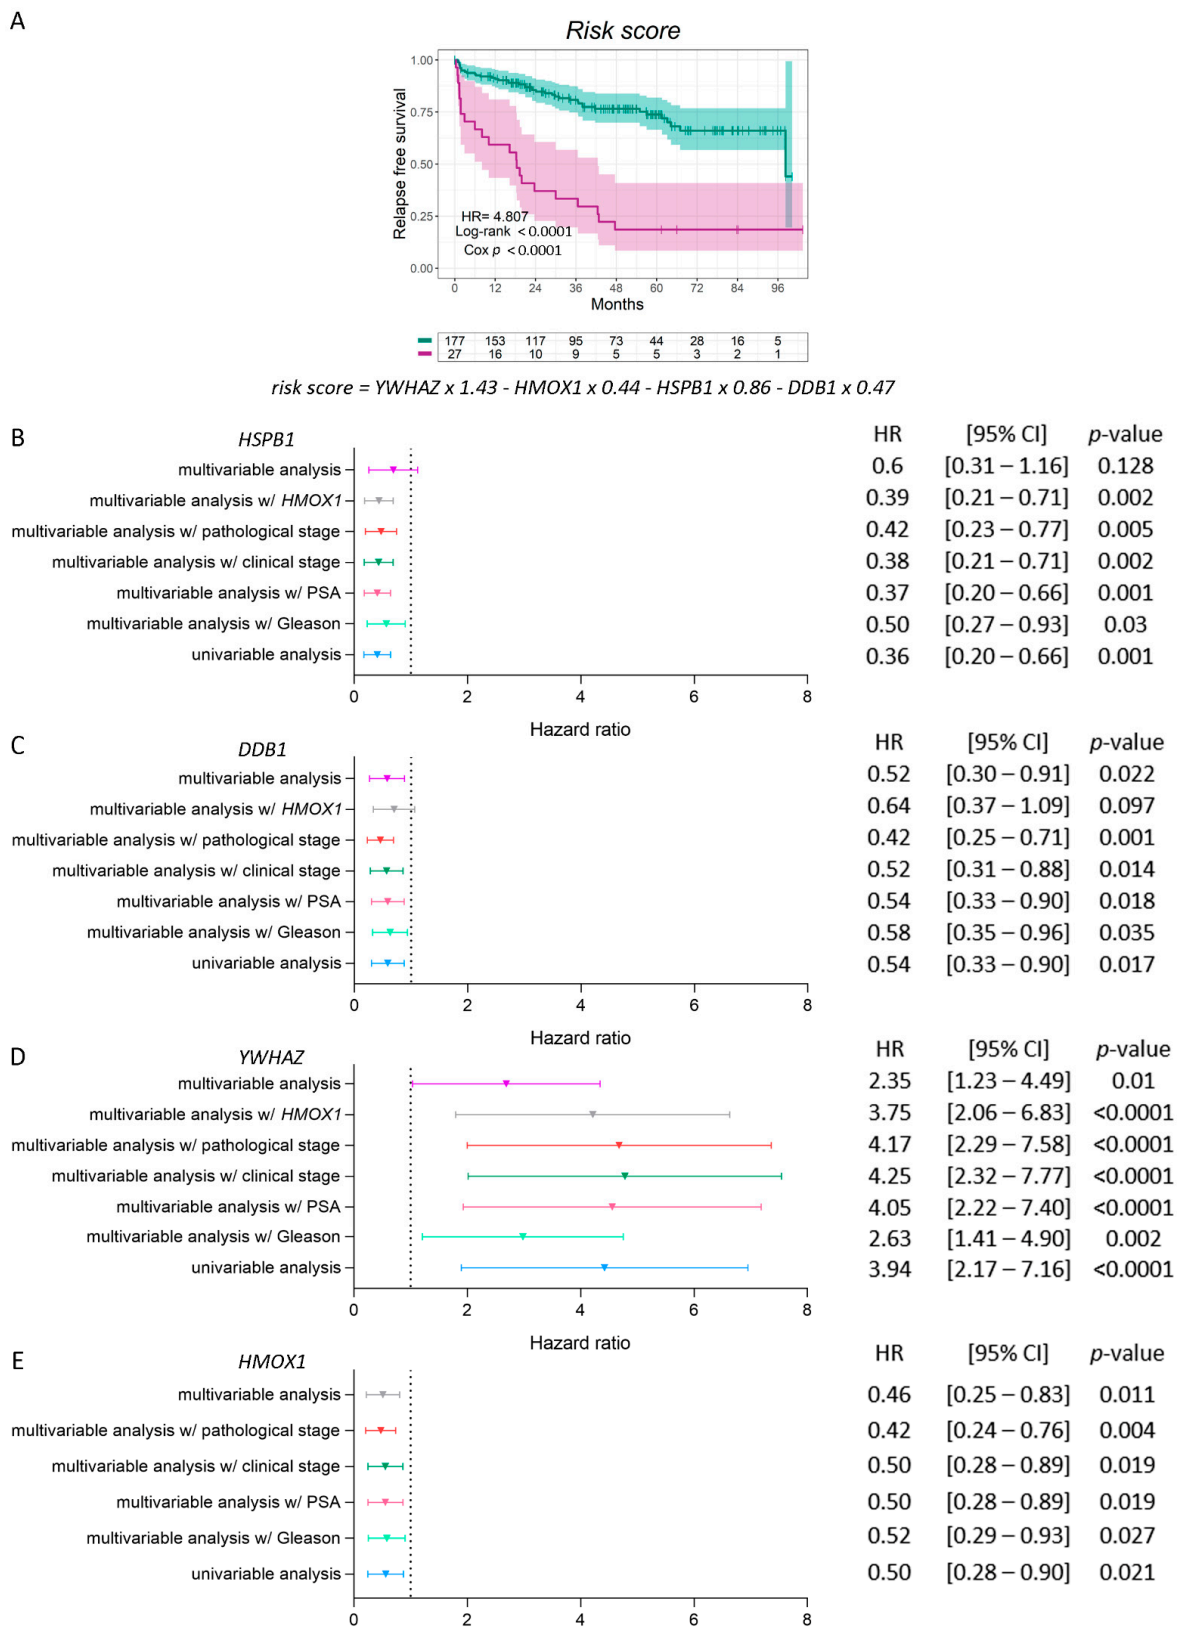 A
Risk score
Relapse free survival
1.00
0.75
0.50
0.25
0.00
HR= 4.807
Log-rank <0.0001
Cox p <0.0001
0 12 24 36 48 60 72 84 96
Months
177 153 117 95 73 44 28 16 5
27 16 10 9 5 5 3 2 1
risk score = YWHAZ x 1.43 - HMOX1 x 0.44 - HSPB1 x 0.86 - DDB1 x 0.47
B
HSPB1
HR [95% CI] p-value
multivariable analysis 0.6 [0.31 – 1.16] 0.128
multivariable analysis w/ HMOX1 0.39 [0.21 – 0.71] 0.002
multivariable analysis w/ pathological stage 0.42 [0.23 – 0.77] 0.005
multivariable analysis w/ clinical stage 0.38 [0.21 – 0.71] 0.002
multivariable analysis w/ PSA 0.37 [0.20 – 0.66] 0.001
multivariable analysis w/ Gleason 0.50 [0.27 – 0.93] 0.03
univariable analysis 0.36 [0.20 – 0.66] 0.001
0 2 4 6 8
Hazard ratio
C
DDB1
HR [95% CI] p-value
multivariable analysis 0.52 [0.30 – 0.91] 0.022
multivariable analysis w/ HMOX1 0.64 [0.37 – 1.09] 0.097
multivariable analysis w/ pathological stage 0.42 [0.25 – 0.71] 0.001
multivariable analysis w/ clinical stage 0.52 [0.31 – 0.88] 0.014
multivariable analysis w/ PSA 0.54 [0.33 – 0.90] 0.018
multivariable analysis w/ Gleason 0.58 [0.35 – 0.96] 0.035
univariable analysis 0.54 [0.33 – 0.90] 0.017
0 2 4 6 8
Hazard ratio
D
YWHAZ
HR [95% CI] p-value
multivariable analysis 2.35 [1.23 – 4.49] 0.01
multivariable analysis w/ HMOX1 3.75 [2.06 – 6.83] <0.0001
multivariable analysis w/ pathological stage 4.17 [2.29 – 7.58] <0.0001
multivariable analysis w/ clinical stage 4.25 [2.32 – 7.77] <0.0001
multivariable analysis w/ PSA 4.05 [2.22 – 7.40] <0.0001
multivariable analysis w/ Gleason 2.63 [1.41 – 4.90] 0.002
univariable analysis 3.94 [2.17 – 7.16] <0.0001
0 2 4 6 8
Hazard ratio
E
HMOX1
HR [95% CI] p-value
multivariable analysis 0.46 [0.25 – 0.83] 0.011
multivariable analysis w/ pathological stage 0.42 [0.24 – 0.76] 0.004
multivariable analysis w/ clinical stage 0.50 [0.28 – 0.89] 0.019
multivariable analysis w/ PSA 0.50 [0.28 – 0.89] 0.019
multivariable analysis w/ Gleason 0.52 [0.29 – 0.93] 0.027
univariable analysis 0.50 [0.28 – 0.90] 0.021
0 2 4 6 8